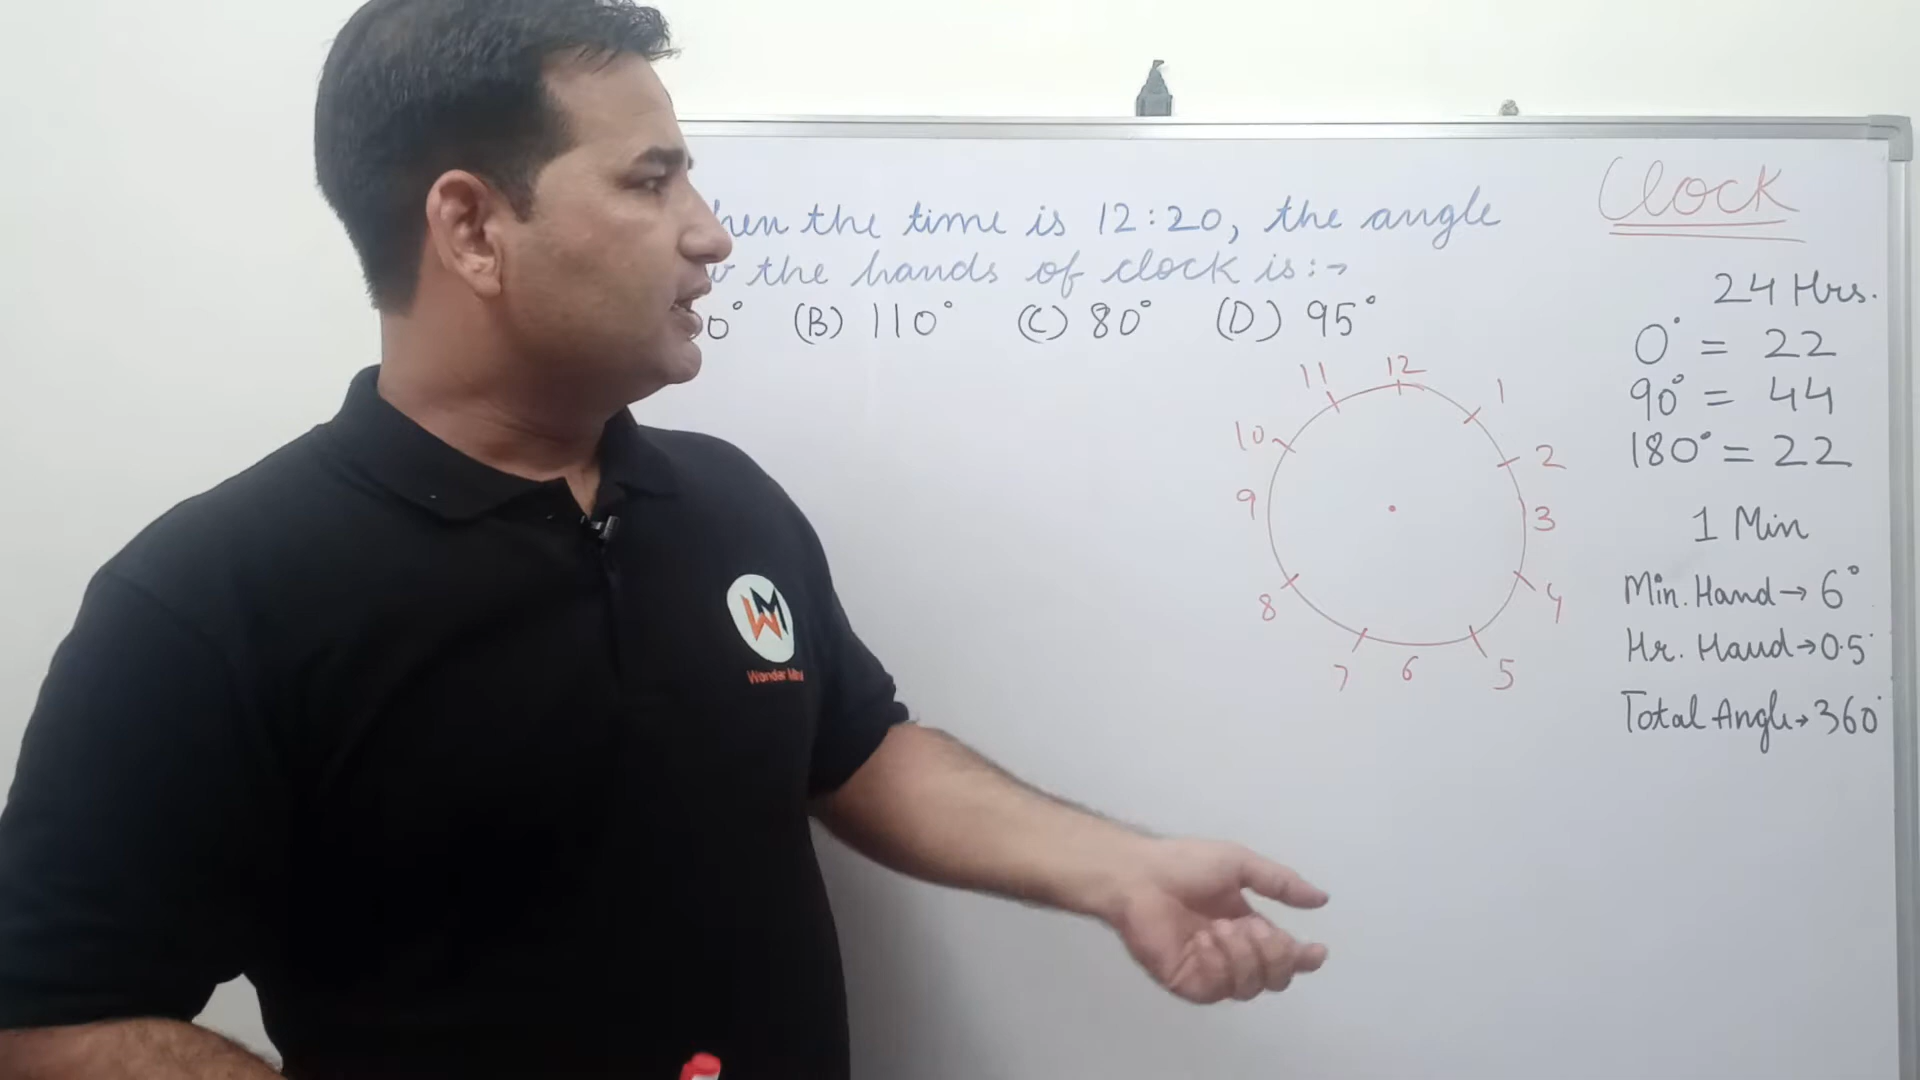 hen the time is 12:20, the angle
the hands of clock is:→
0° (B) 110° (C) 80° (D) 95°
Clock
24 Hrs.
0° = 22
90° = 44
180° = 22
1 Min
Min. Hand → 6°
Hr. Hand → 0.5°
Total Angle → 360°
12
11 1
10 2
9 3
8 4
7 6 5
WM
Wonder